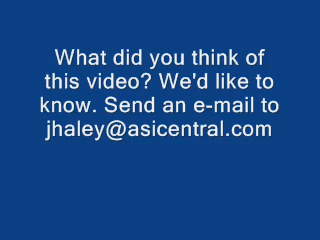 What did you think of
this video? We'd like to
know. Send an e-mail to
jhaley@asicentral.com